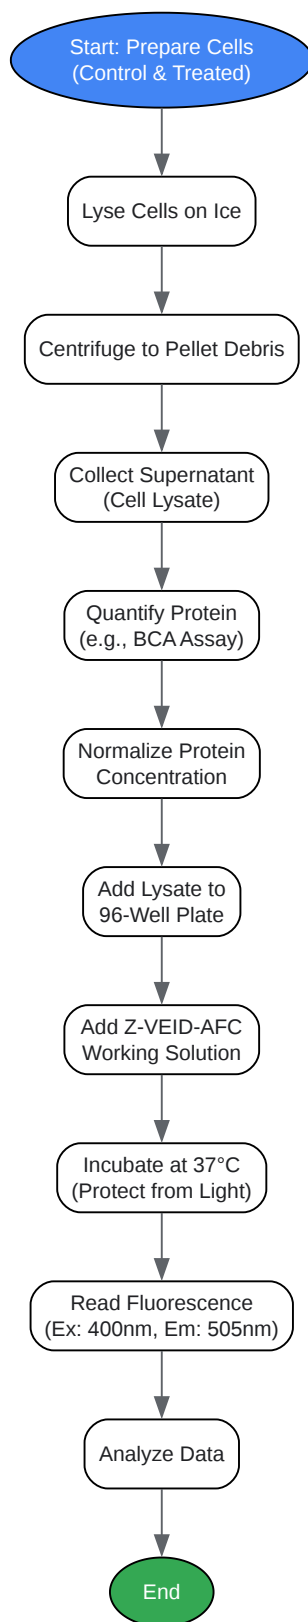 Start: Prepare Cells
(Control & Treated)
Lyse Cells on Ice
Centrifuge to Pellet Debris
Collect Supernatant
(Cell Lysate)
Quantify Protein
(e.g., BCA Assay)
Normalize Protein
Concentration
Add Lysate to
96-Well Plate
Add Z-VEID-AFC
Working Solution
Incubate at 37°C
(Protect from Light)
Read Fluorescence
(Ex: 400nm, Em: 505nm)
Analyze Data
End